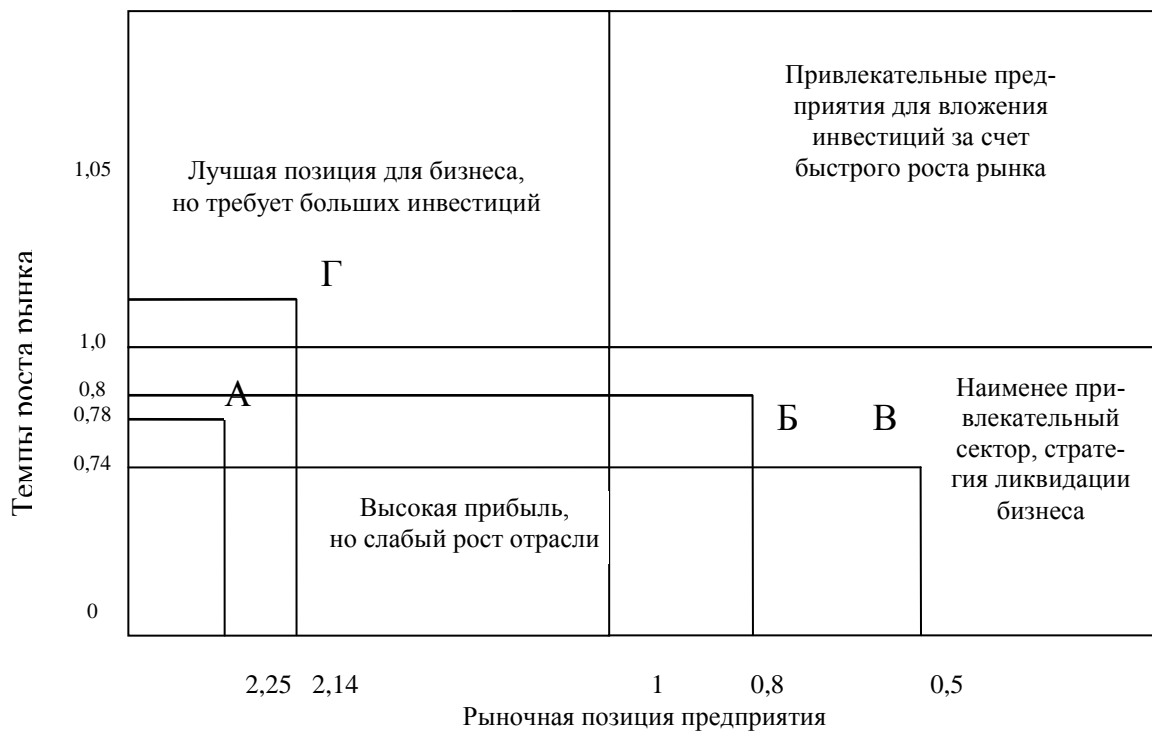 Привлекательные пред-
приятия для вложения
инвестиций за счет
быстрого роста рынка
1,05
Лучшая позиция для бизнеса,
но требует больших инвестиций
Темпы роста рынка
Г
1,0
0,8
А
0,78
Б
В
Наименее при-
влекательный
сектор, страте-
гия ликвидации
бизнеса
0,74
Высокая прибыль,
но слабый рост отрасли
0
2,25
2,14
1
0,8
0,5
Рыночная позиция предприятия